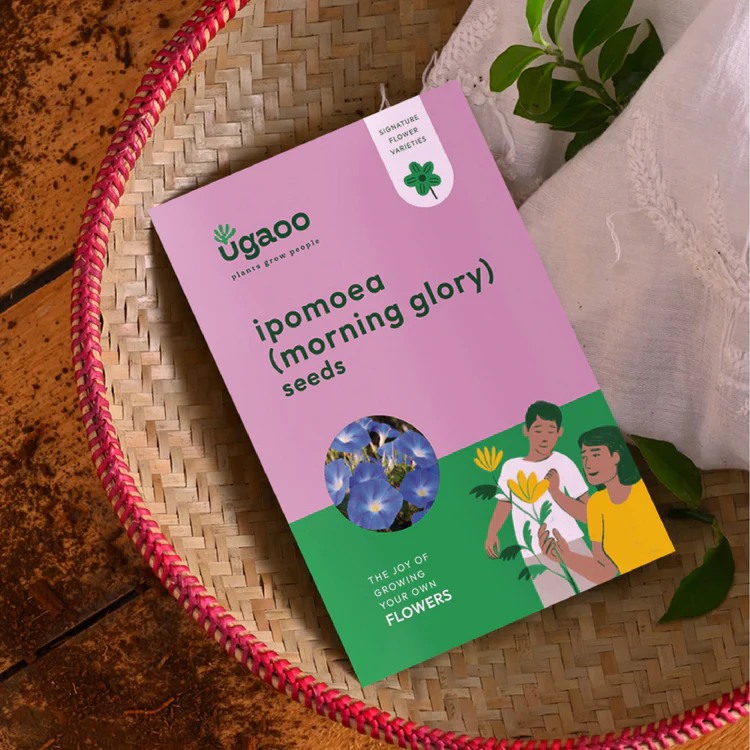 SIGNATURE
FLOWER
VARIETIES
ugaoo
plants grow people
ipomoea
(morning glory)
seeds
THE JOY OF
GROWING
YOUR OWN
FLOWERS